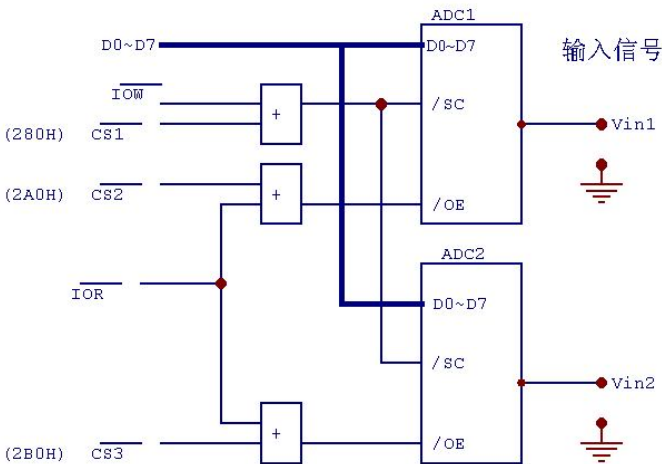 ADC1
D0~D7
D0~D7
输入信号
IOW
+
/SC
(280H) CS1
Vin1
(2A0H) CS2
+
/OE
ADC2
IOR
D0~D7
/SC
Vin2
+
(2B0H) CS3
/OE